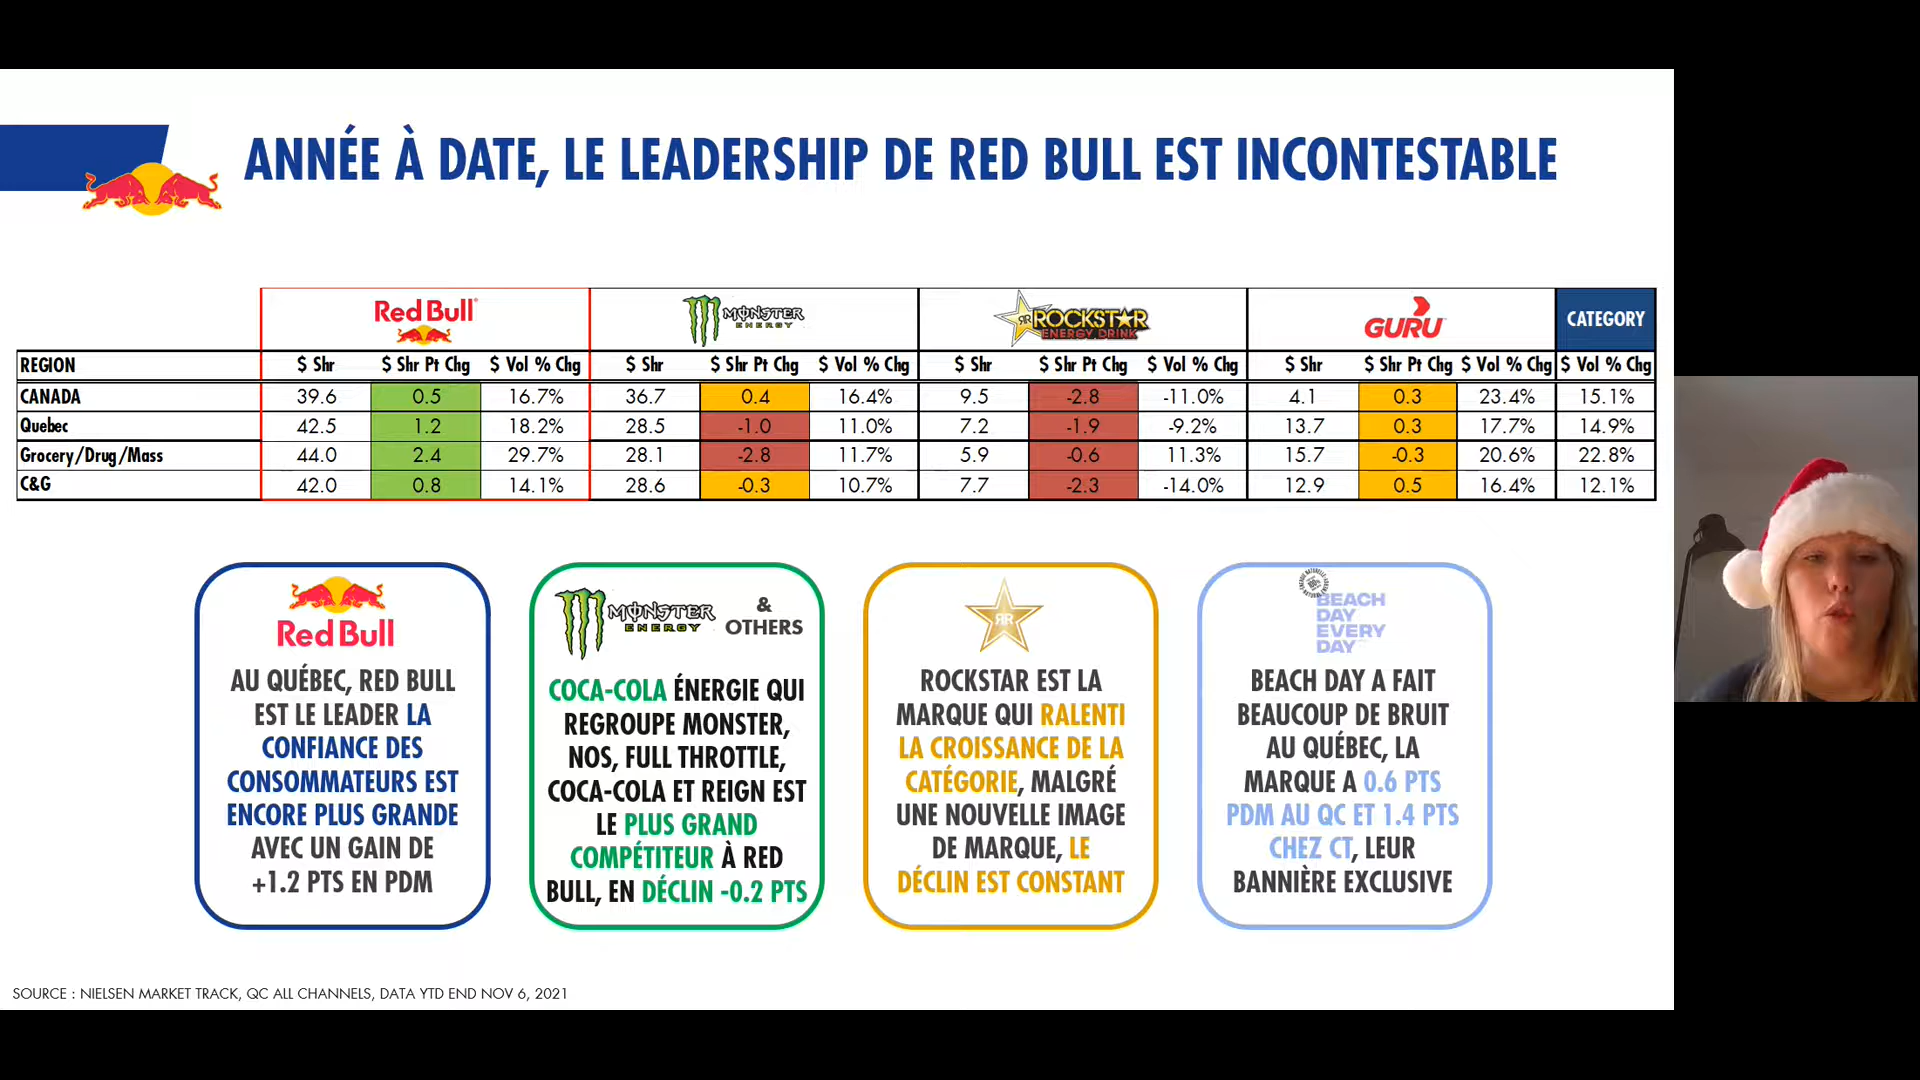 ANNÉE À DATE, LE LEADERSHIP DE RED BULL EST INCONTESTABLE
Red Bull MONSTER ENERGY ROCKSTAR ENERGY DRINK GURU CATEGORY
REGION $ Shr $ Shr Pt Chg $ Vol % Chg $ Shr $ Shr Pt Chg $ Vol % Chg $ Shr $ Shr Pt Chg $ Vol % Chg $ Shr $ Shr Pt Chg $ Vol % Chg $ Vol % Chg
CANADA 39.6 0.5 16.7% 36.7 0.4 16.4% 9.5 -2.8 -11.0% 4.1 0.3 23.4% 15.1%
Quebec 42.5 1.2 18.2% 28.5 -1.0 11.0% 7.2 -1.9 -9.2% 13.7 0.3 17.7% 14.9%
Grocery/Drug/Mass 44.0 2.4 29.7% 28.1 -2.8 11.7% 5.9 -0.6 11.3% 15.7 -0.3 20.6% 22.8%
C&G 42.0 0.8 14.1% 28.6 -0.3 10.7% 7.7 -2.3 -14.0% 12.9 0.5 16.4% 12.1%
Red Bull
AU QUÉBEC, RED BULL
EST LE LEADER LA
CONFIANCE DES
CONSOMMATEURS EST
ENCORE PLUS GRANDE
AVEC UN GAIN DE
+1.2 PTS EN PDM
MONSTER
ENERGY
&
OTHERS
COCA-COLA ÉNERGIE QUI
REGROUPE MONSTER,
NOS, FULL THROTTLE,
COCA-COLA ET REIGN EST
LE PLUS GRAND
COMPÉTITEUR À RED
BULL, EN DÉCLIN -0.2 PTS
ROCKSTAR EST LA
MARQUE QUI RALENTI
LA CROISSANCE DE LA
CATÉGORIE, MALGRÉ
UNE NOUVELLE IMAGE
DE MARQUE, LE
DÉCLIN EST CONSTANT
BEACH
DAY
EVERY
DAY
BEACH DAY A FAIT
BEAUCOUP DE BRUIT
AU QUÉBEC, LA
MARQUE A 0.6 PTS
PDM AU QC ET 1.4 PTS
CHEZ CT, LEUR
BANNIÈRE EXCLUSIVE
SOURCE : NIELSEN MARKET TRACK, QC ALL CHANNELS, DATA YTD END NOV 6, 2021